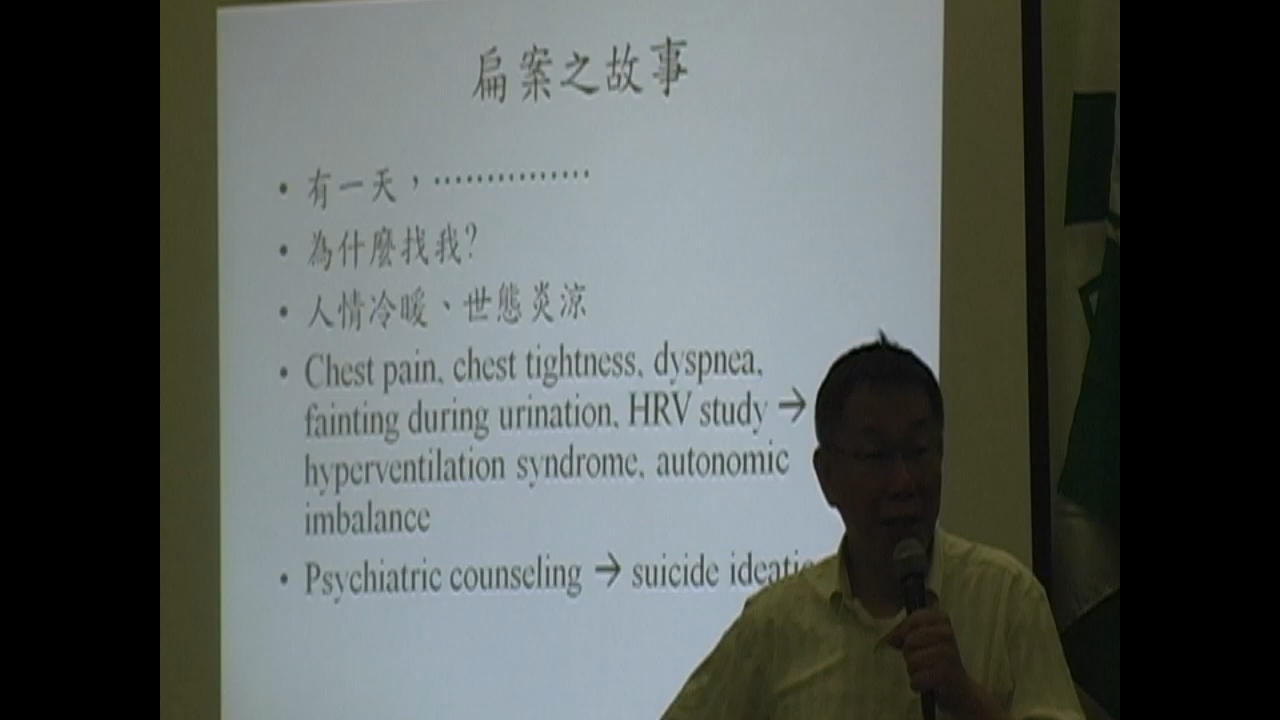 扁案之故事
• 有一天，……………
• 為什麼找我?
• 人情冷暖、世態炎涼
• Chest pain, chest tightness, dyspnea,
fainting during urination, HRV study →
hyperventilation syndrome, autonomic
imbalance
• Psychiatric counseling → suicide